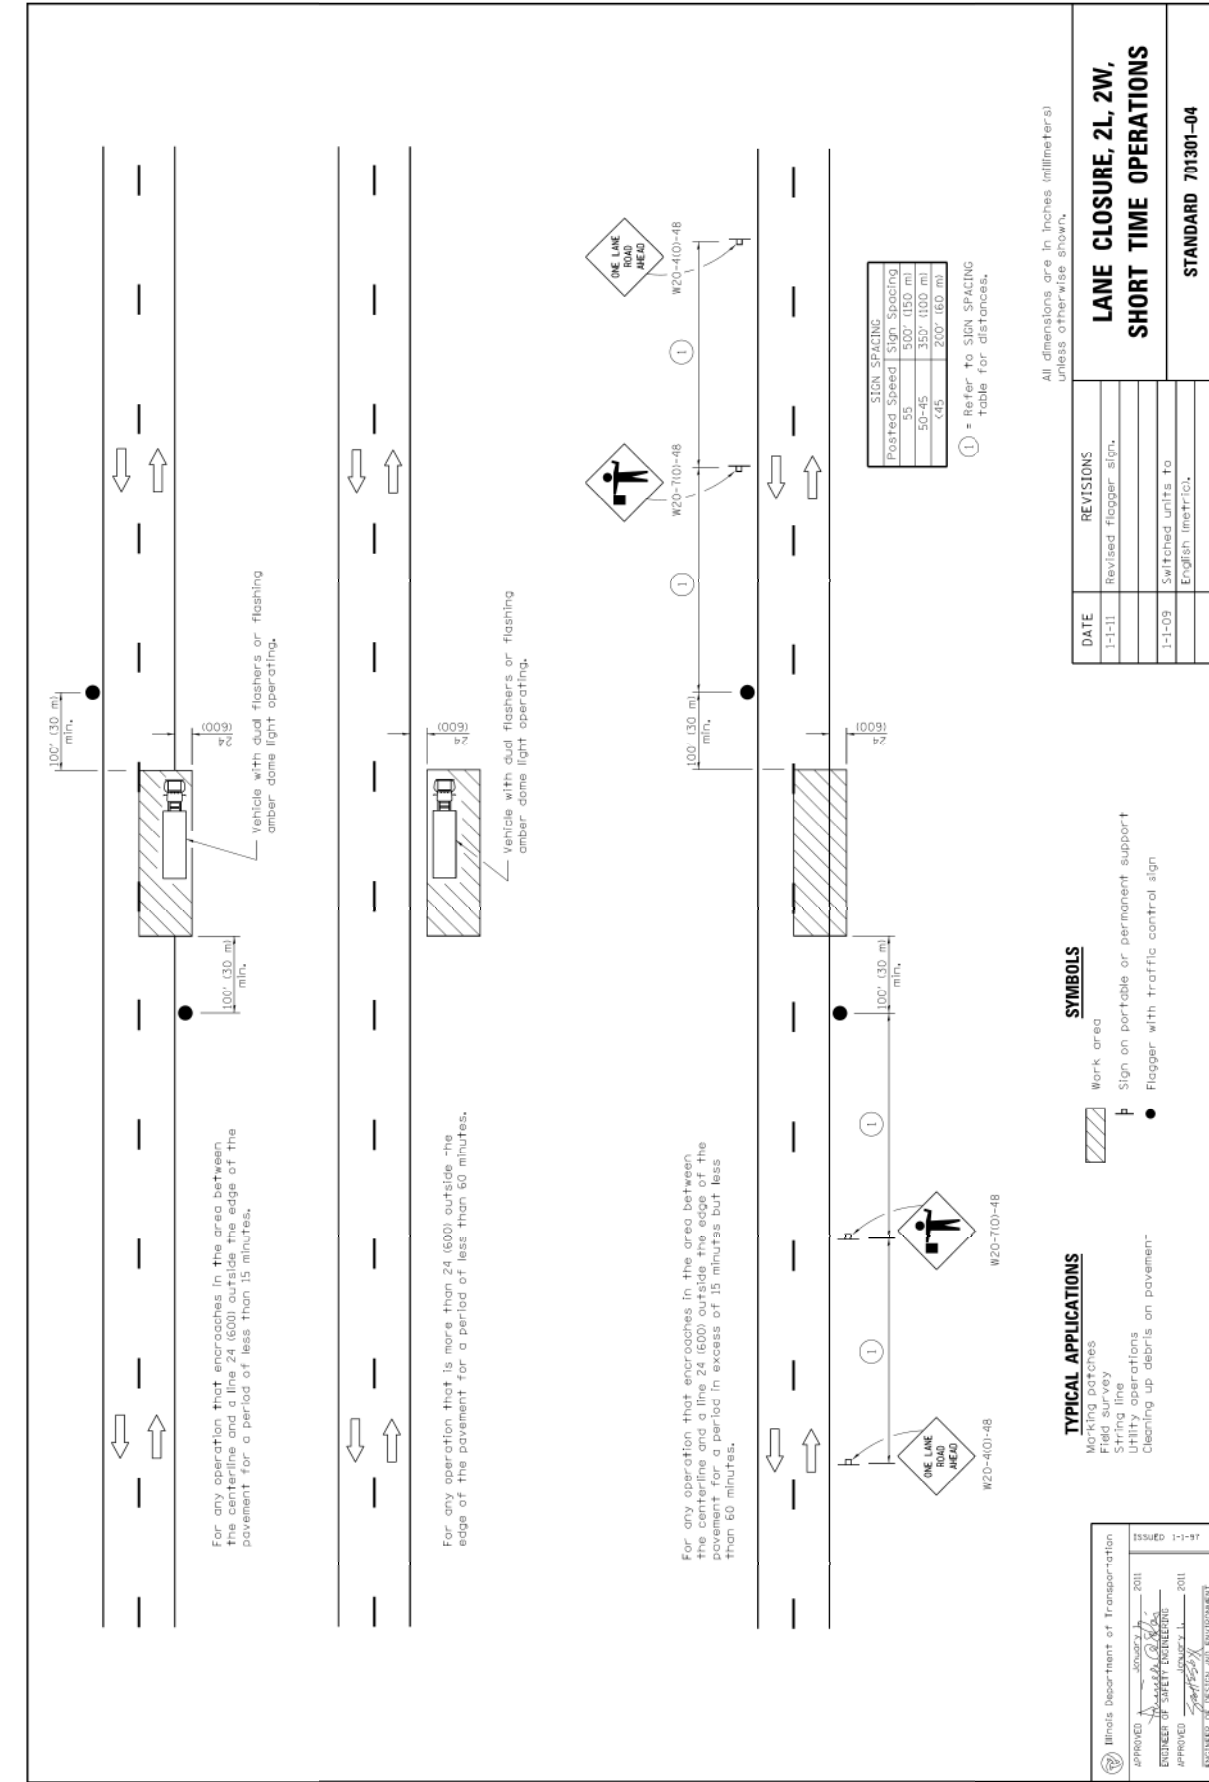 100' (30 m)
min.
24
(600)
Vehicle with dual flashers or flashing
amber dome light operating.
100' (30 m)
min.
For any operation that encroaches in the area between
the centerline and a line 24 (600) outside the edge of the
pavement for a period of less than 15 minutes.
24
(600)
Vehicle with dual flashers or flashing
amber dome light operating.
For any operation that is more than 24 (600) outside -he
edge of the pavement for a period of less than 60 minutes.
ONE LANE
ROAD
AHEAD
W20-4(O)-48
1
W20-7(O)-48
1
100' (30 m)
min.
24
(600)
100' (30 m)
min.
1
W20-7(O)-48
1
ONE LANE
ROAD
AHEAD
W20-4(O)-48
For any operation that encroaches in the area between
the centerline and a line 24 (600) outside the edge of the
pavement for a period in excess of 15 minutes but less
than 60 minutes.
SIGN SPACING
Posted Speed Sign Spacing
55 500' (150 m)
50-45 350' (100 m)
<45 200' (60 m)
1 = Refer to SIGN SPACING
table for distances.
SYMBOLS
Work area
Sign on portable or permanent support
Flagger with traffic control sign
TYPICAL APPLICATIONS
Marking patches
Field survey
String line
Utility operations
Cleaning up debris on pavemen-
All dimensions are in inches (millimeters)
unless otherwise shown.
Illinois Department of Transportation
APPROVED January 1, 2011
ENGINEER OF SAFETY ENGINEERING
APPROVED January 1, 2011
ENGINEER OF DESIGN AND ENVIRONMENT
ISSUED 1-1-97
DATE REVISIONS
1-1-11 Revised flagger sign.
1-1-09 Switched units to
English (metric).
LANE CLOSURE, 2L, 2W,
SHORT TIME OPERATIONS
STANDARD 701301–04